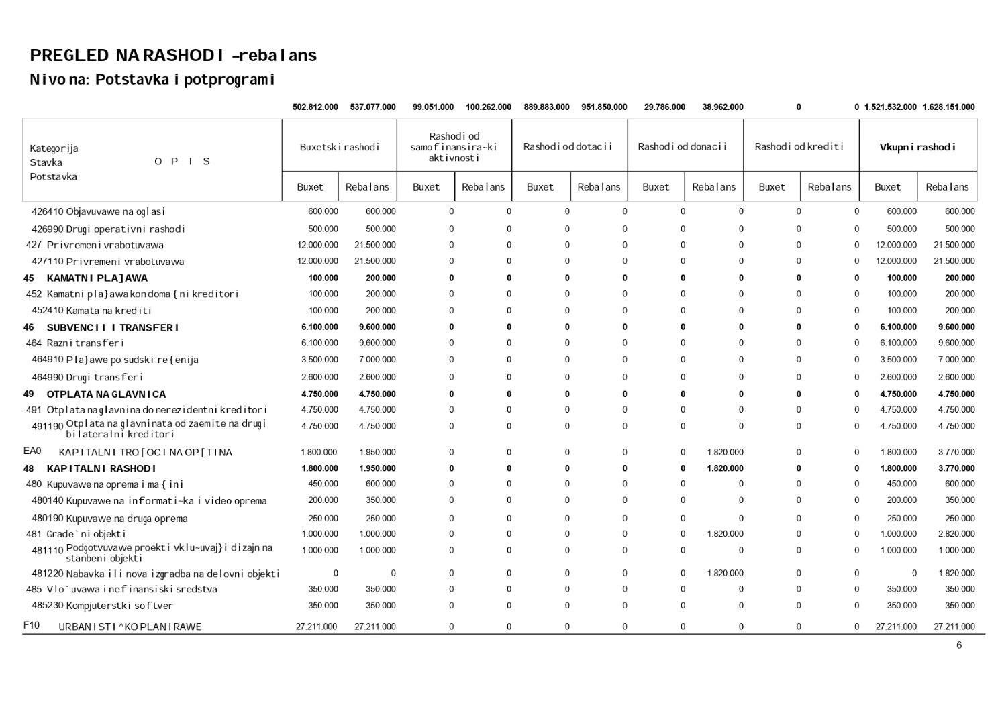 PREGLED NA RASHODI -rebalans
Nivo na: Potstavka i potprogrami
502.812.000 537.077.000 99.051.000 100.262.000 889.883.000 951.850.000 29.786.000 38.962.000 0 0 1.521.532.000 1.628.151.000
Kategorija
Stavka
Potstavka
O P I S
Buxetski rashodi
Rashodi od
samofinansira~ki
aktivnosti
Rashodi od dotacii
Rashodi od donacii
Rashodi od krediti
Vkupni rashodi
Buxet Rebalans Buxet Rebalans Buxet Rebalans Buxet Rebalans Buxet Rebalans Buxet Rebalans
426410 Objavuvawe na oglasi 600.000 600.000 0 0 0 0 0 0 0 0 600.000 600.000
426990 Drugi operativni rashodi 500.000 500.000 0 0 0 0 0 0 0 0 500.000 500.000
427 Privremeni vrabotuvawa 12.000.000 21.500.000 0 0 0 0 0 0 0 0 12.000.000 21.500.000
427110 Privremeni vrabotuvawa 12.000.000 21.500.000 0 0 0 0 0 0 0 0 12.000.000 21.500.000
45 KAMATNI PLA]AWA 100.000 200.000 0 0 0 0 0 0 0 0 100.000 200.000
452 Kamatni pla}awa kon doma{ni kreditori 100.000 200.000 0 0 0 0 0 0 0 0 100.000 200.000
452410 Kamata na krediti 100.000 200.000 0 0 0 0 0 0 0 0 100.000 200.000
46 SUBVENCII I TRANSFERI 6.100.000 9.600.000 0 0 0 0 0 0 0 0 6.100.000 9.600.000
464 Razni transferi 6.100.000 9.600.000 0 0 0 0 0 0 0 0 6.100.000 9.600.000
464910 Pla}awe po sudski re{enija 3.500.000 7.000.000 0 0 0 0 0 0 0 0 3.500.000 7.000.000
464990 Drugi transferi 2.600.000 2.600.000 0 0 0 0 0 0 0 0 2.600.000 2.600.000
49 OTPLATA NA GLAVNICA 4.750.000 4.750.000 0 0 0 0 0 0 0 0 4.750.000 4.750.000
491 Otplata na glavnina do nerezidentni kreditori 4.750.000 4.750.000 0 0 0 0 0 0 0 0 4.750.000 4.750.000
491190 Otplata na glavninata od zaemite na drugi 4.750.000 4.750.000 0 0 0 0 0 0 0 0 4.750.000 4.750.000
bilateralni kreditori
EA0 KAPITALNI TRO[OCI NA OP[TINA 1.800.000 1.950.000 0 0 0 0 0 1.820.000 0 0 1.800.000 3.770.000
48 KAPITALNI RASHODI 1.800.000 1.950.000 0 0 0 0 0 1.820.000 0 0 1.800.000 3.770.000
480 Kupuvawe na oprema i ma{ini 450.000 600.000 0 0 0 0 0 0 0 0 450.000 600.000
480140 Kupuvawe na informati~ka i video oprema 200.000 350.000 0 0 0 0 0 0 0 0 200.000 350.000
480190 Kupuvawe na druga oprema 250.000 250.000 0 0 0 0 0 0 0 0 250.000 250.000
481 Grade`ni objekti 1.000.000 1.000.000 0 0 0 0 0 1.820.000 0 0 1.000.000 2.820.000
481110 Podgotvuvawe proekti vklu~uvaj}i dizajn na 1.000.000 1.000.000 0 0 0 0 0 0 0 0 1.000.000 1.000.000
stanbeni objekti
481220 Nabavka ili nova izgradba na delovni objekti 0 0 0 0 0 0 0 1.820.000 0 0 0 1.820.000
485 Vlo`uvawa i nefinansiski sredstva 350.000 350.000 0 0 0 0 0 0 0 0 350.000 350.000
485230 Kompjuterstki softver 350.000 350.000 0 0 0 0 0 0 0 0 350.000 350.000
F10 URBANISTI^KO PLANIRAWE 27.211.000 27.211.000 0 0 0 0 0 0 0 0 27.211.000 27.211.000
6